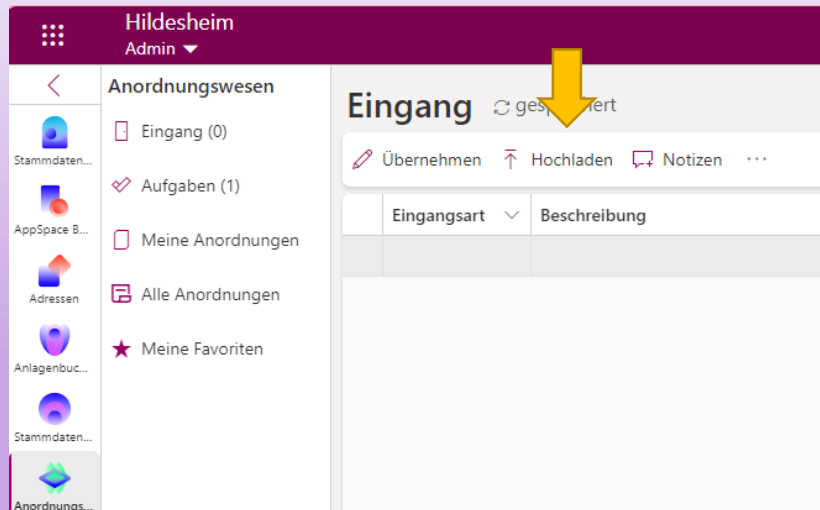 Hildesheim
Admin
Anordnungswesen
Eingang (0)
Aufgaben (1)
Meine Anordnungen
Alle Anordnungen
Meine Favoriten
Stammdaten...
AppSpace B...
Adressen
Anlagenbuc...
Stammdaten...
Anordnungs...
Eingang
Übernehmen Hochladen Notizen ...
Eingangsart Beschreibung